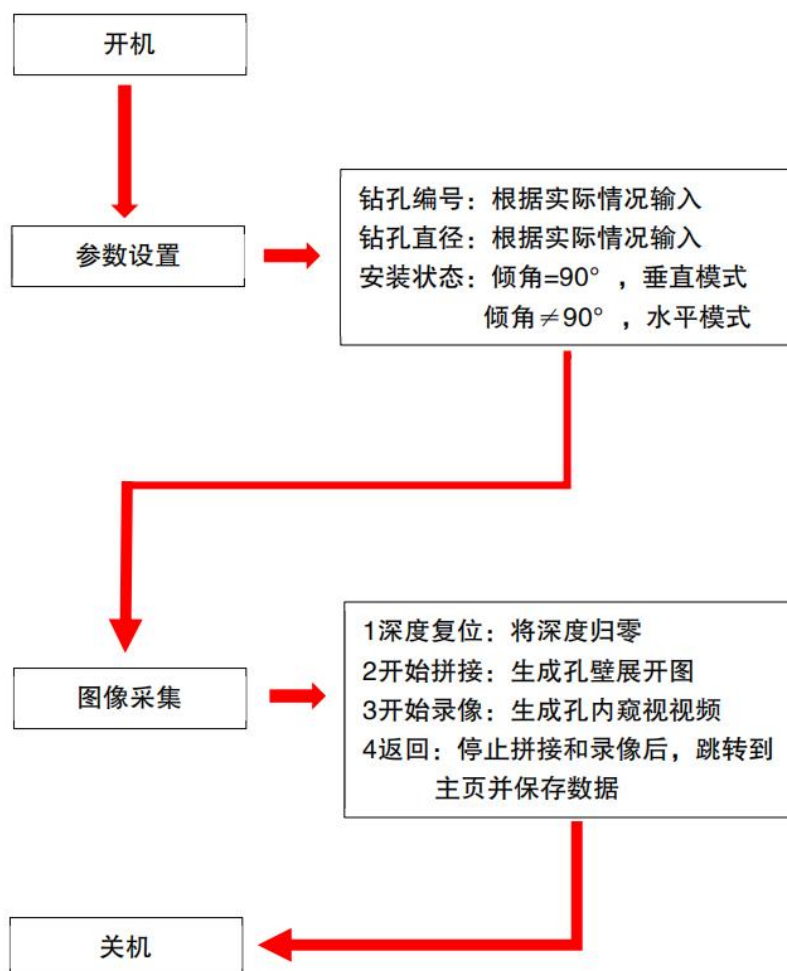 开机
参数设置
钻孔编号：根据实际情况输入
钻孔直径：根据实际情况输入
安装状态：倾角=90°，垂直模式
倾角≠90°，水平模式
图像采集
1深度复位：将深度归零
2开始拼接：生成孔壁展开图
3开始录像：生成孔内窥视视频
4返回：停止拼接和录像后，跳转到
主页并保存数据
关机